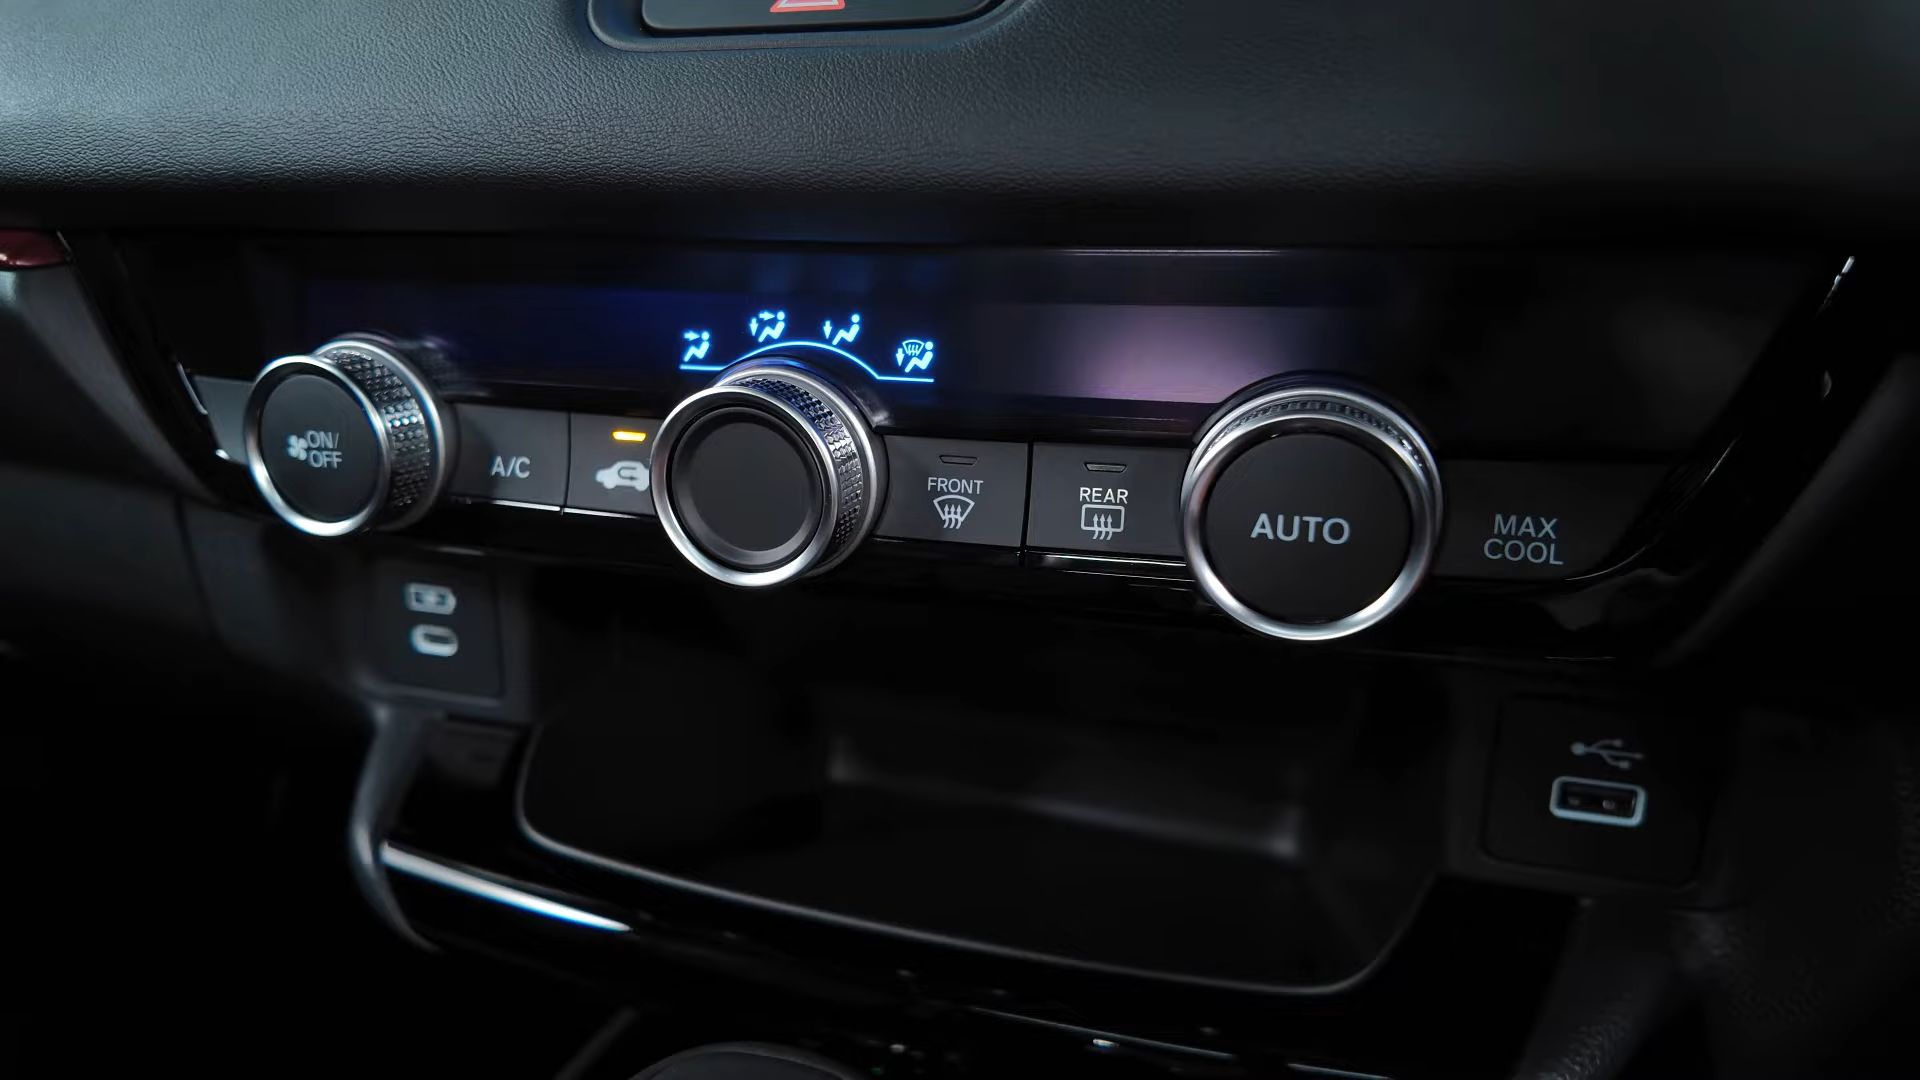 ON/
OFF
A/C
FRONT
REAR
AUTO
MAX
COOL